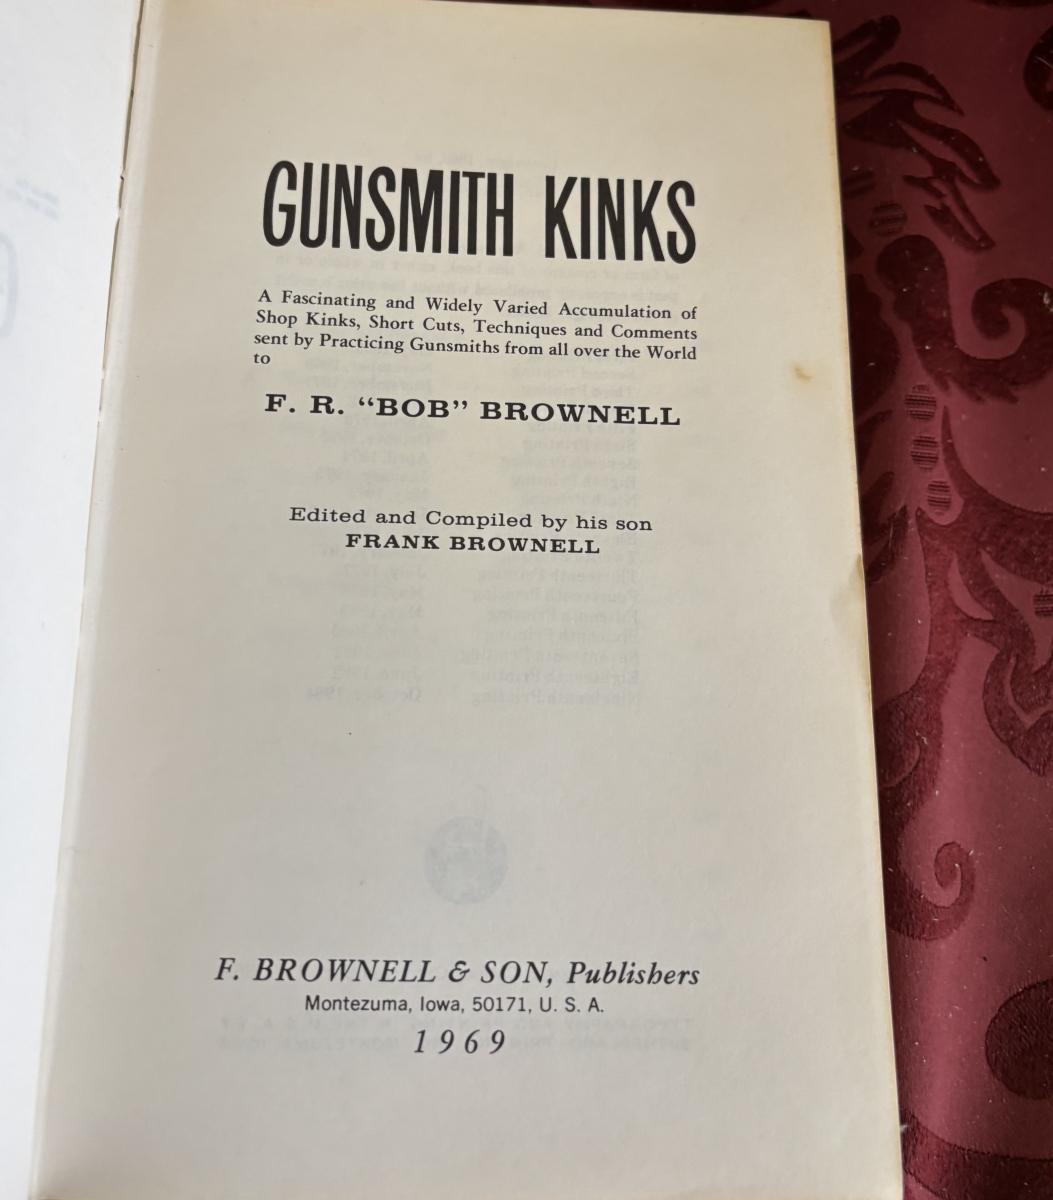 GUNSMITH KINKS
A Fascinating and Widely Varied Accumulation of
Shop Kinks, Short Cuts, Techniques and Comments
sent by Practicing Gunsmiths from all over the World
to
F. R. “BOB” BROWNELL
Edited and Compiled by his son
FRANK BROWNELL
F. BROWNELL & SON, Publishers
Montezuma, Iowa, 50171, U. S. A.
1969